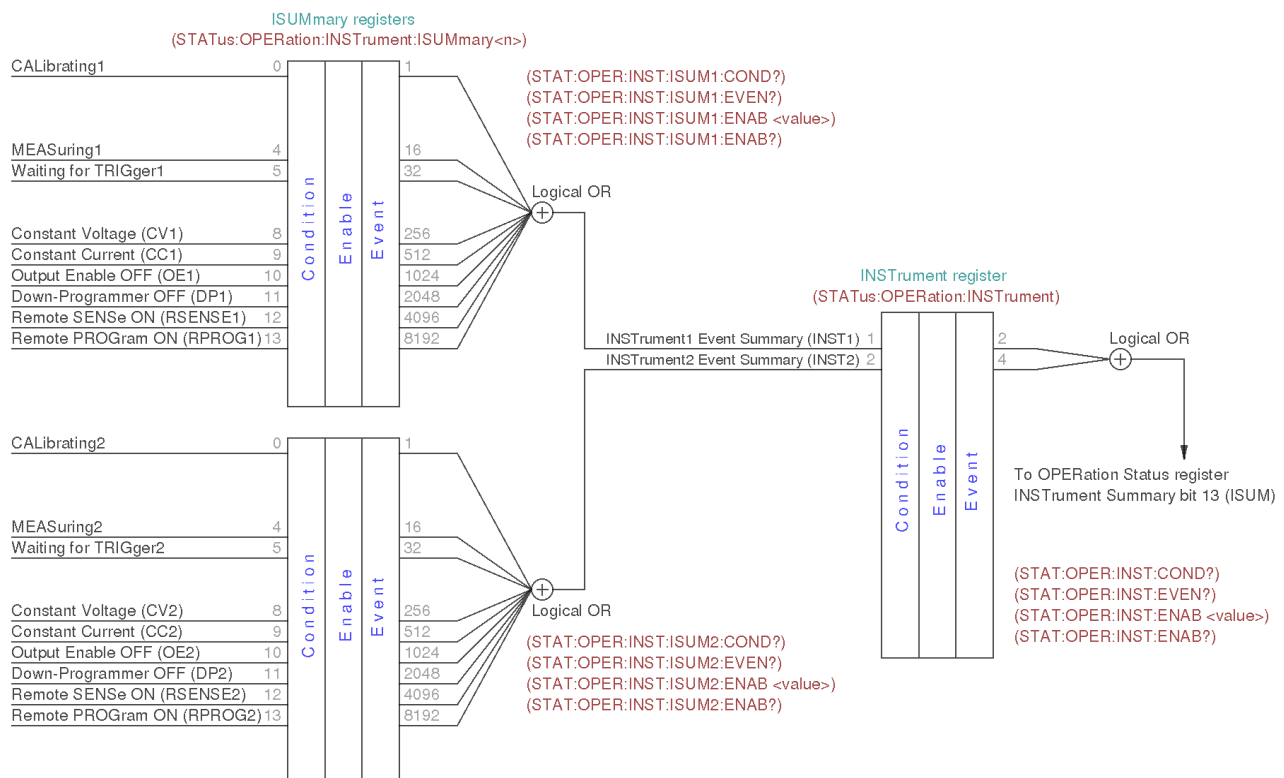 ISUMmary registers
(STATus:OPERation:INSTrument:ISUMmary<n>)
CALibrating1 0 1
(STAT:OPER:INST:ISUM1:COND?)
(STAT:OPER:INST:ISUM1:EVEN?)
(STAT:OPER:INST:ISUM1:ENAB <value>)
(STAT:OPER:INST:ISUM1:ENAB?)
MEASuring1 4 16
Waiting for TRIGger1 5 32
Logical OR
+
Condition
Enable
Event
Constant Voltage (CV1) 8 256
Constant Current (CC1) 9 512
Output Enable OFF (OE1) 10 1024
Down-Programmer OFF (DP1) 11 2048
Remote SENSe ON (RSENSE1) 12 4096
Remote PROGram ON (RPROG1) 13 8192
INSTrument register
(STATus:OPERation:INSTrument)
INSTrument1 Event Summary (INST1) 1 2
INSTrument2 Event Summary (INST2) 2 4
Logical OR
+
Condition
Enable
Event
To OPERation Status register
INSTrument Summary bit 13 (ISUM)
(STAT:OPER:INST:COND?)
(STAT:OPER:INST:EVEN?)
(STAT:OPER:INST:ENAB <value>)
(STAT:OPER:INST:ENAB?)
CALibrating2 0 1
MEASuring2 4 16
Waiting for TRIGger2 5 32
+
Logical OR
Condition
Enable
Event
Constant Voltage (CV2) 8 256
Constant Current (CC2) 9 512
Output Enable OFF (OE2) 10 1024
Down-Programmer OFF (DP2) 11 2048
Remote SENSe ON (RSENSE2) 12 4096
Remote PROGram ON (RPROG2) 13 8192
(STAT:OPER:INST:ISUM2:COND?)
(STAT:OPER:INST:ISUM2:EVEN?)
(STAT:OPER:INST:ISUM2:ENAB <value>)
(STAT:OPER:INST:ISUM2:ENAB?)